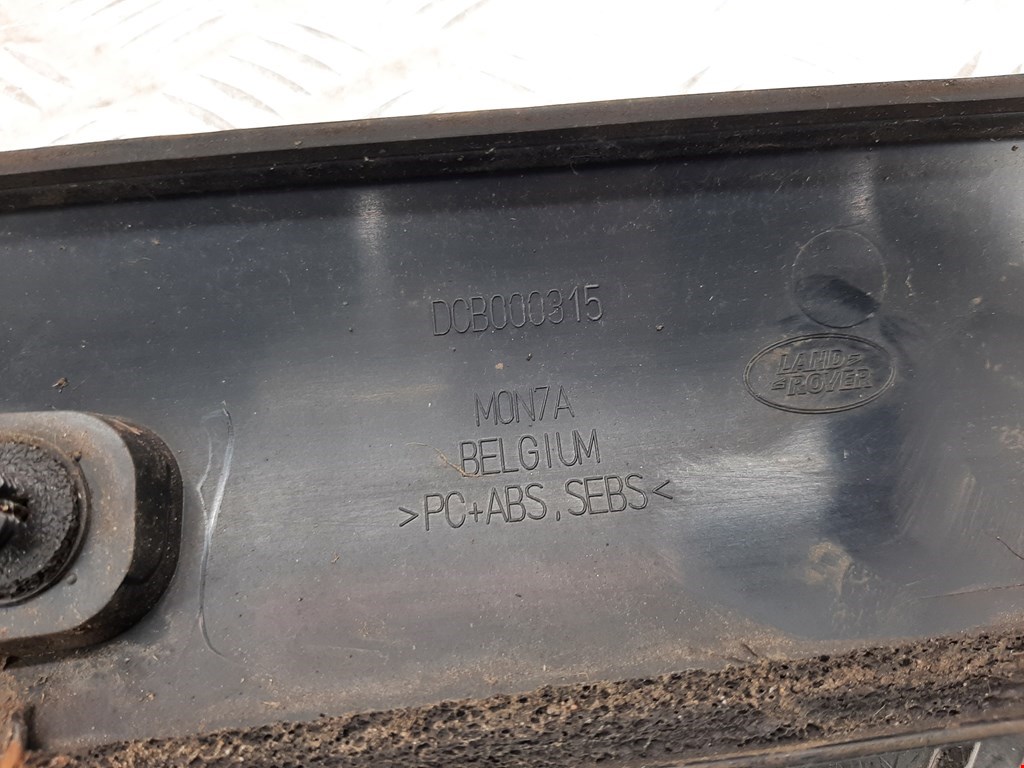 DCB000315
LAND
ROVER
MON7A
BELGIUM
>PC+ABS,SEBS<